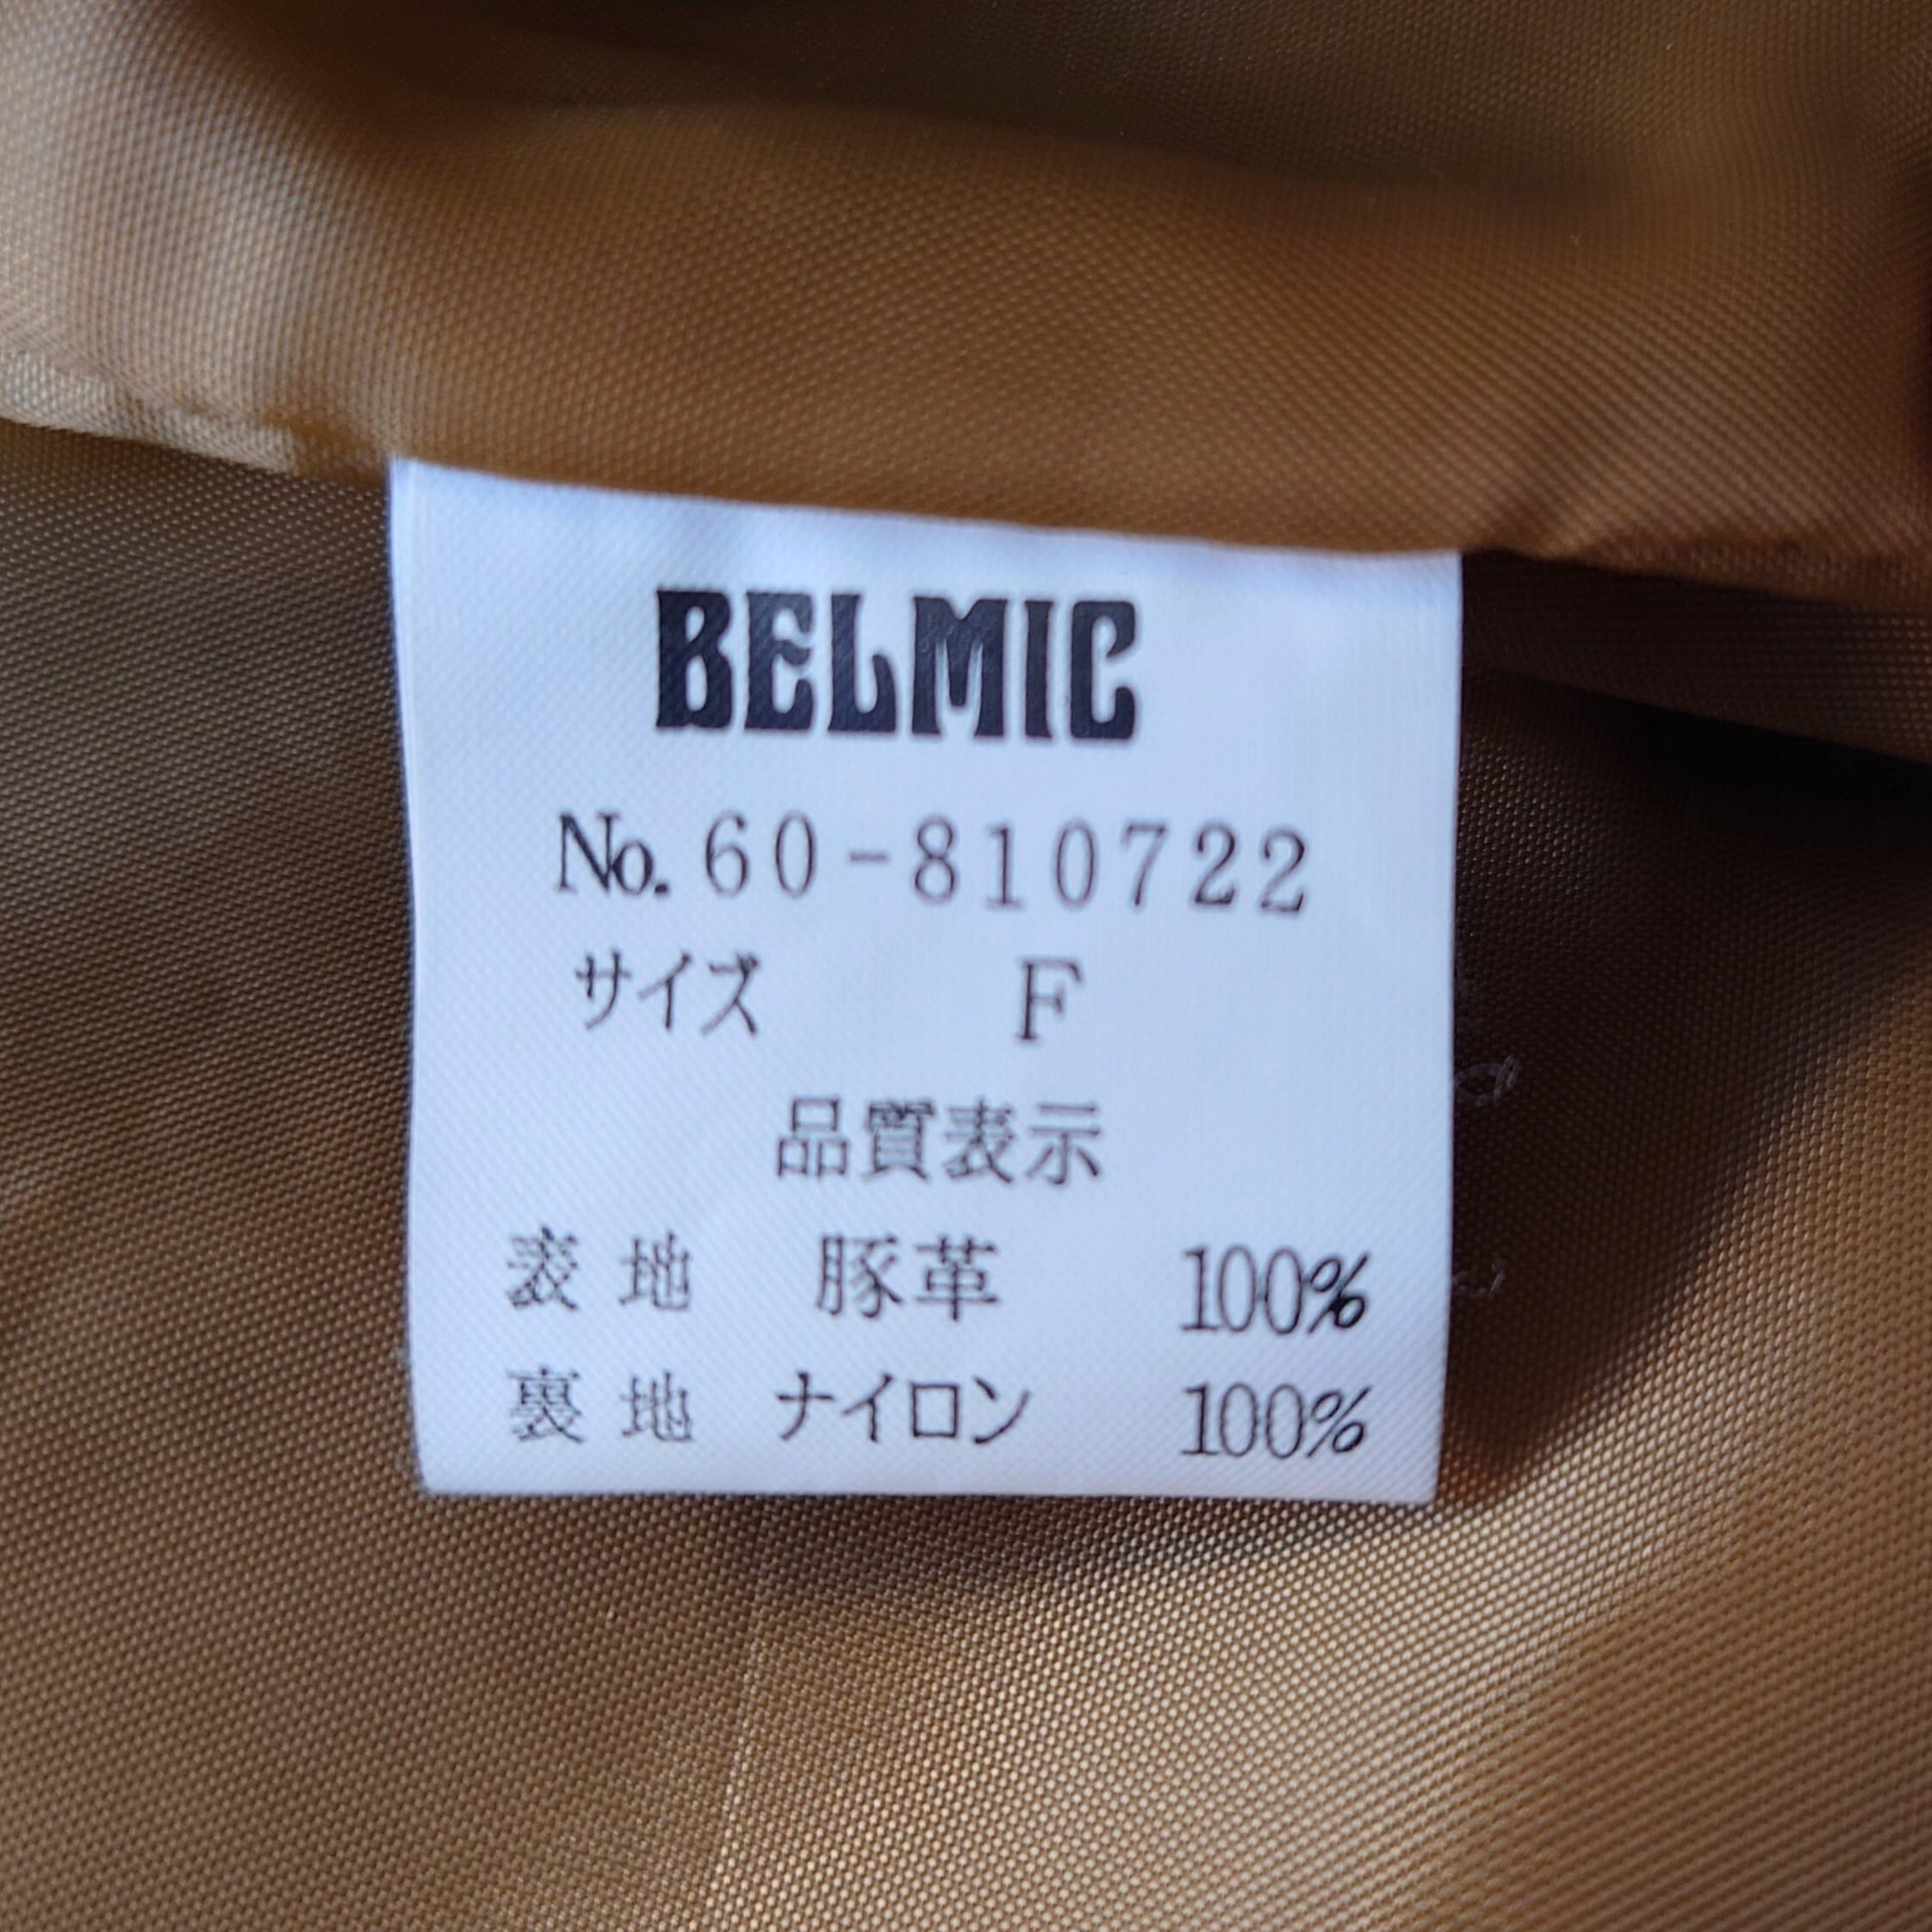 BELMIC
No.60-810722
サイズ F
品質表示
表地 豚革 100%
裏地 ナイロン 100%